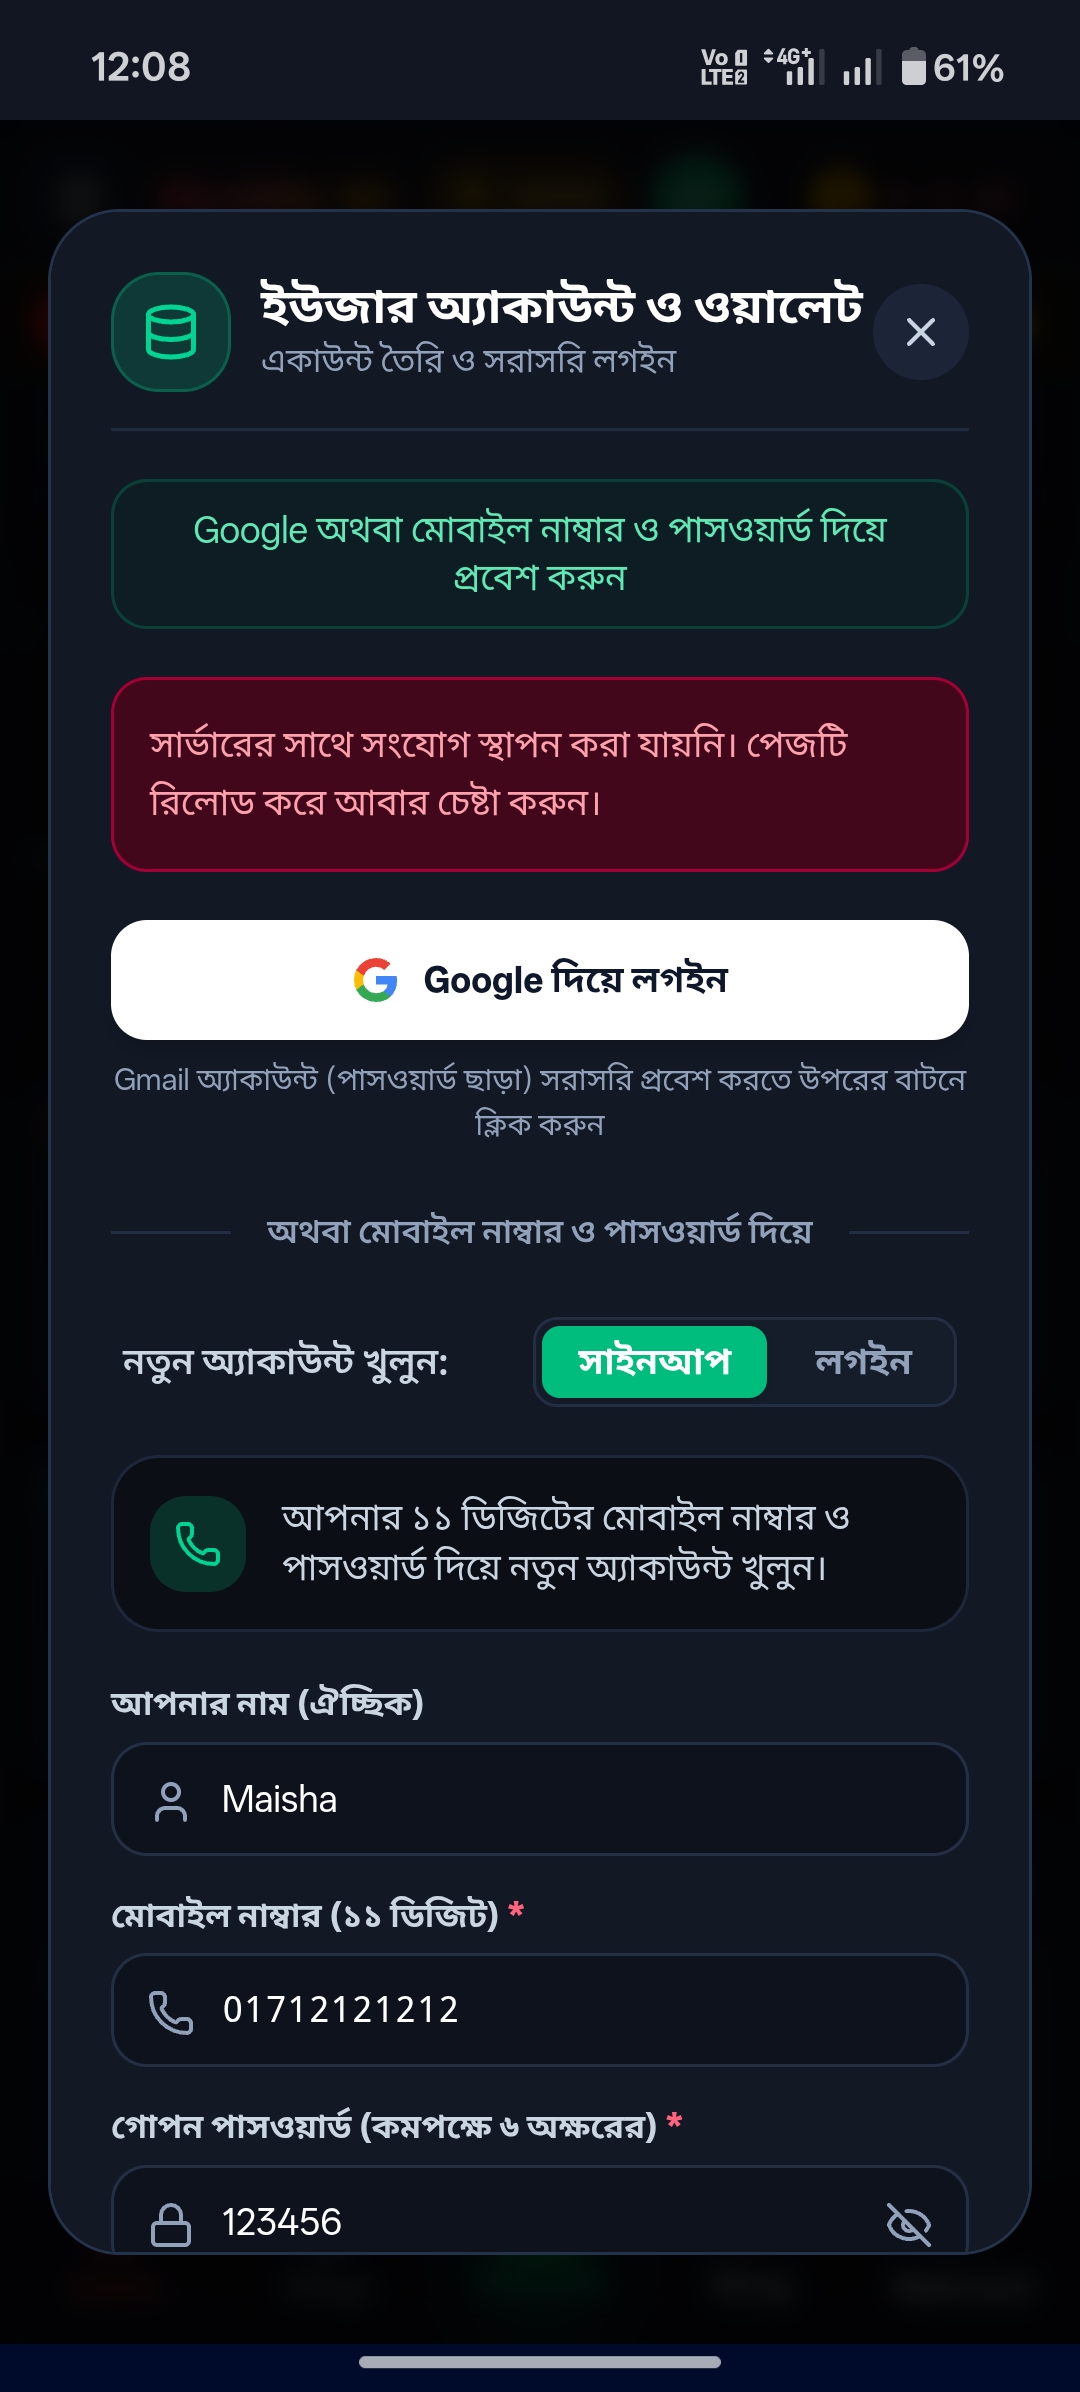 12:08
Vo 1
LTE2
4G+
61%
ইউজার অ্যাকাউন্ট ও ওয়ালেট
একাউন্ট তৈরি ও সরাসরি লগইন
Google অথবা মোবাইল নাম্বার ও পাসওয়ার্ড দিয়ে
প্রবেশ করুন
সার্ভারের সাথে সংযোগ স্থাপন করা যায়নি। পেজটি
রিলোড করে আবার চেষ্টা করুন।
Google দিয়ে লগইন
Gmail অ্যাকাউন্ট (পাসওয়ার্ড ছাড়া) সরাসরি প্রবেশ করতে উপরের বাটনে
ক্লিক করুন
অথবা মোবাইল নাম্বার ও পাসওয়ার্ড দিয়ে
নতুন অ্যাকাউন্ট খুলুন:
সাইনআপ
লগইন
আপনার ১১ ডিজিটের মোবাইল নাম্বার ও
পাসওয়ার্ড দিয়ে নতুন অ্যাকাউন্ট খুলুন।
আপনার নাম (ঐচ্ছিক)
Maisha
মোবাইল নাম্বার (১১ ডিজিট) *
01712121212
গোপন পাসওয়ার্ড (কমপক্ষে ৬ অক্ষরের) *
123456